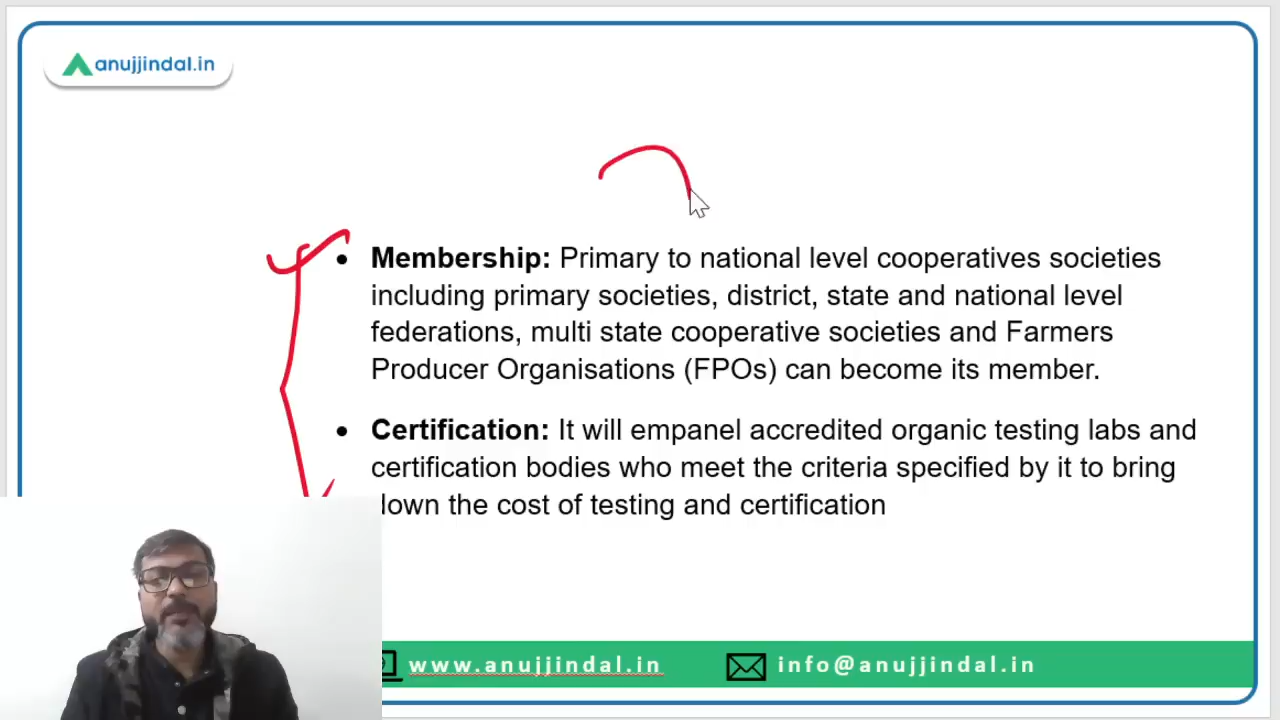 anujjindal.in
• Membership: Primary to national level cooperatives societies
including primary societies, district, state and national level
federations, multi state cooperative societies and Farmers
Producer Organisations (FPOs) can become its member.
• Certification: It will empanel accredited organic testing labs and
certification bodies who meet the criteria specified by it to bring
down the cost of testing and certification
www.anujjindal.in info@anujjindal.in